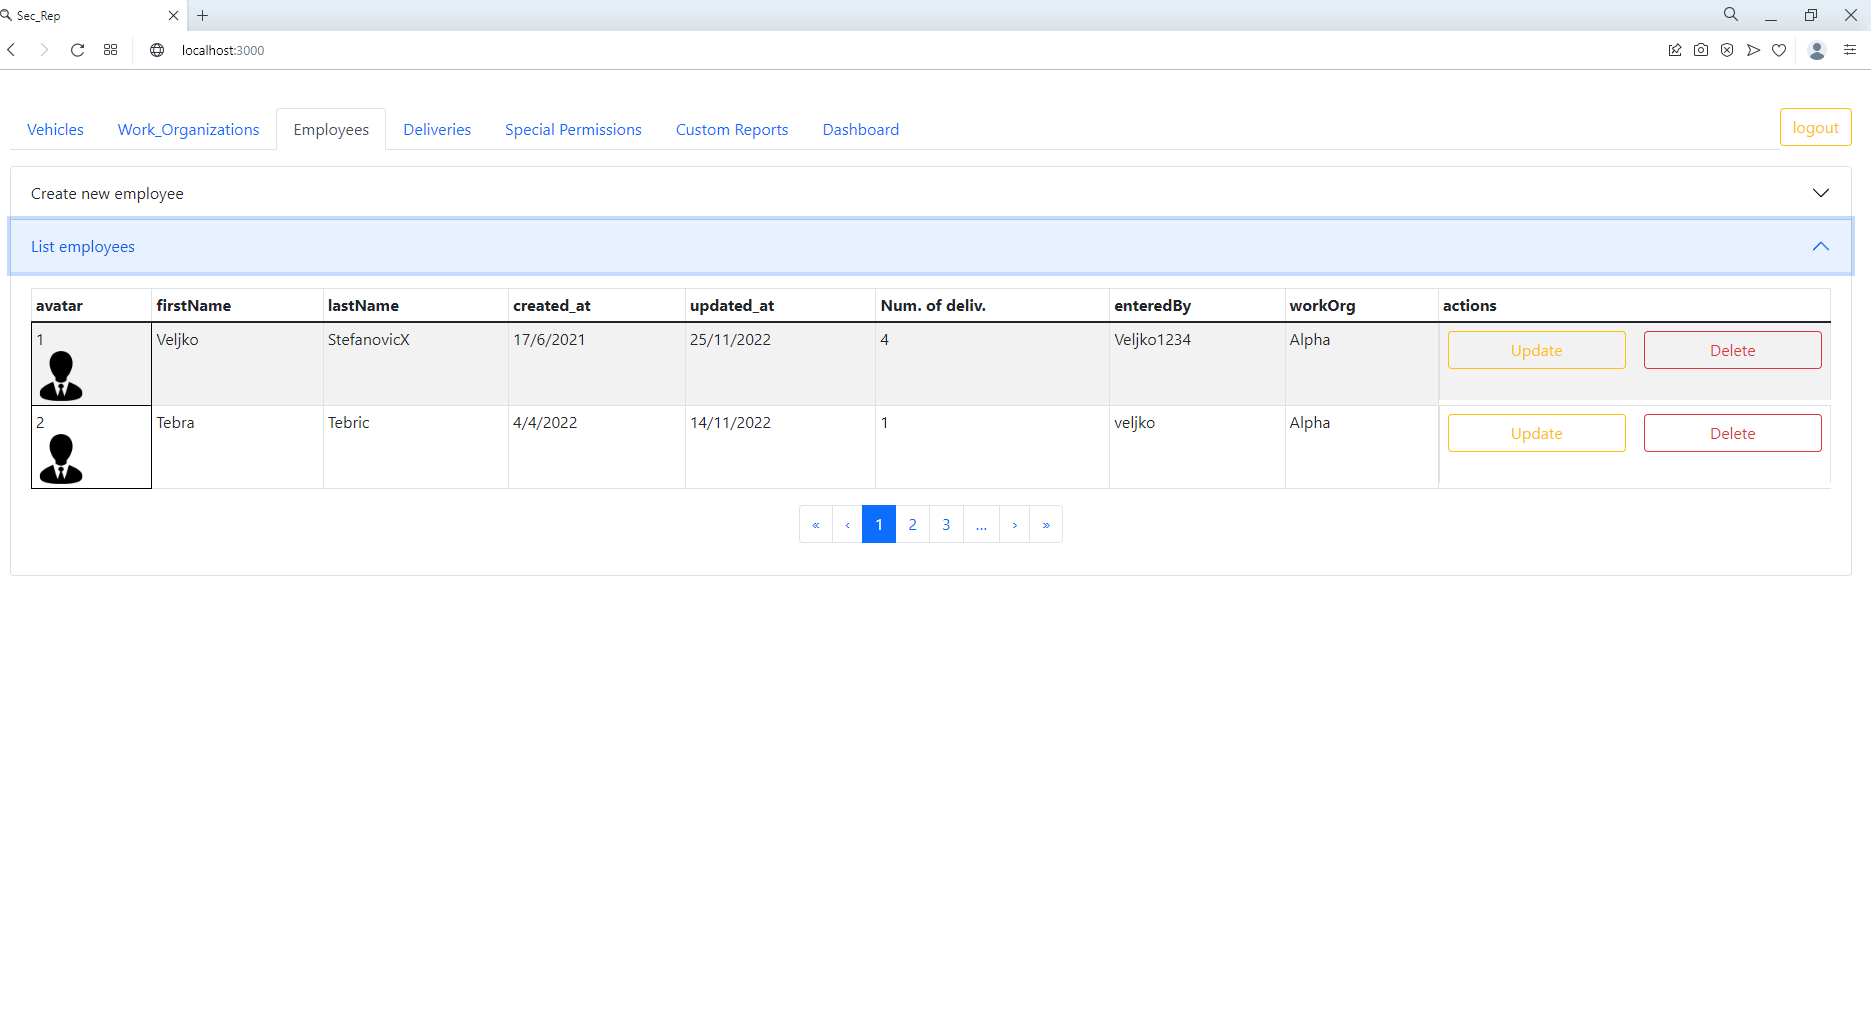 Sec_Rep
localhost:3000
Vehicles Work_Organizations Employees Deliveries Special Permissions Custom Reports Dashboard logout
Create new employee
List employees
avatar firstName lastName created_at updated_at Num. of deliv. enteredBy workOrg actions
1 Veljko StefanovicX 17/6/2021 25/11/2022 4 Veljko1234 Alpha Update Delete
2 Tebra Tebric 4/4/2022 14/11/2022 1 veljko Alpha Update Delete
« ‹ 1 2 3 ... › »